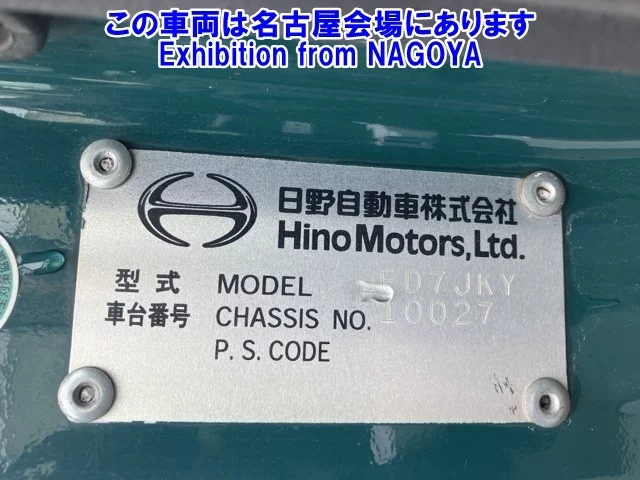 この車両は名古屋会場にあります
Exhibition from NAGOYA
日野自動車株式会社
Hino Motors, Ltd.
型式 MODEL FD7JKY
車台番号 CHASSIS NO. 10027
P. S. CODE